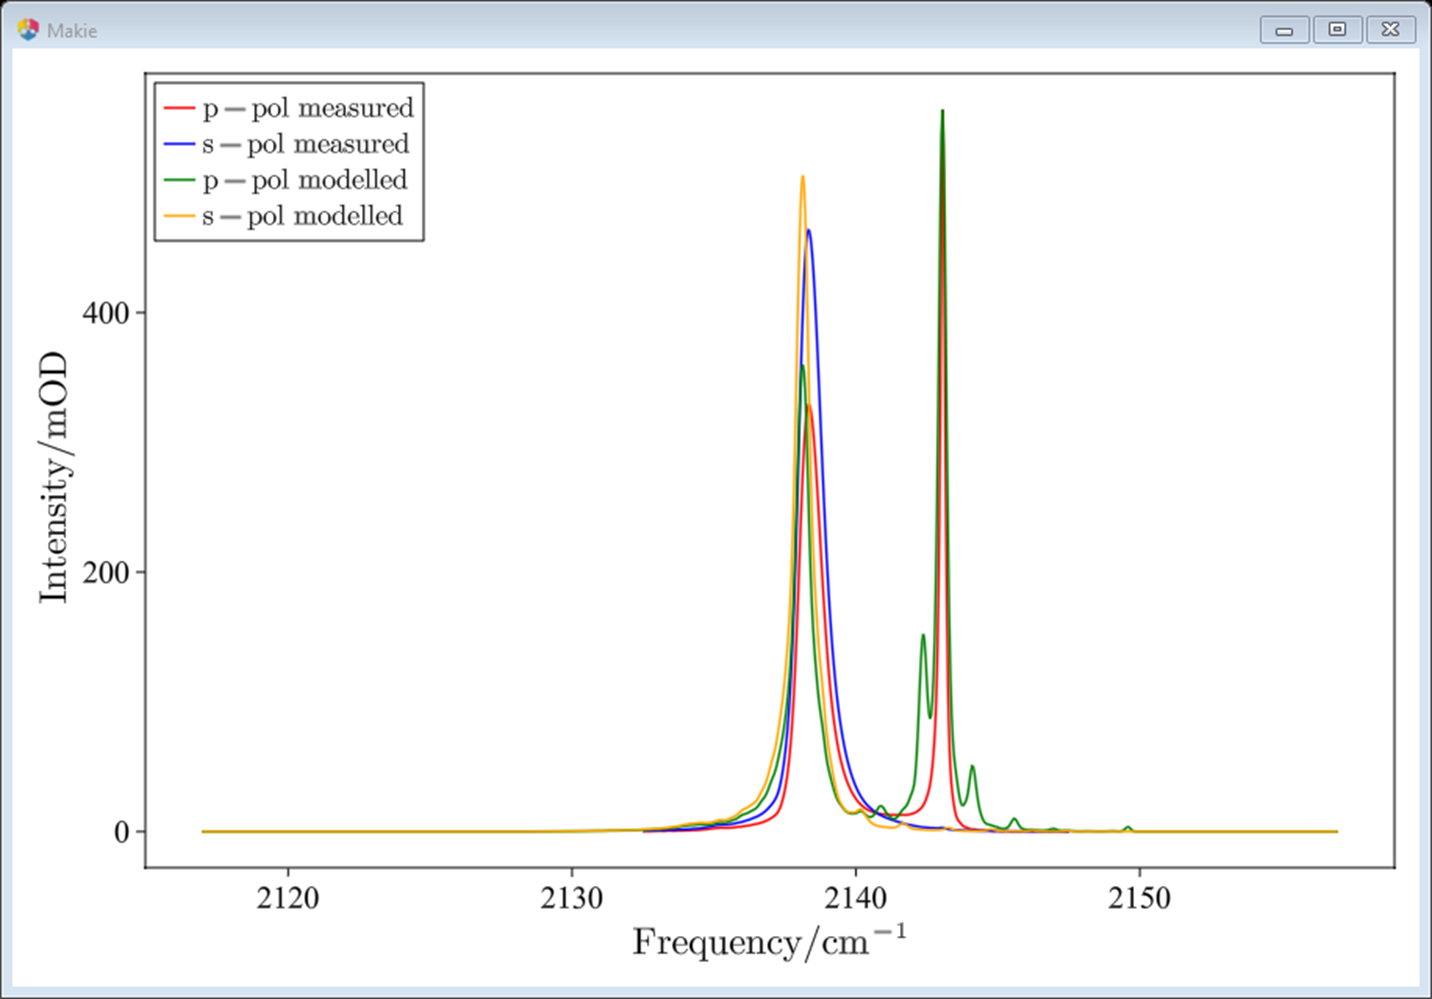 Makie
p — pol measured
s — pol measured
p — pol modelled
s — pol modelled
400
200
0
Intensity/mOD
2120 2130 2140 2150
Frequency/cm⁻¹